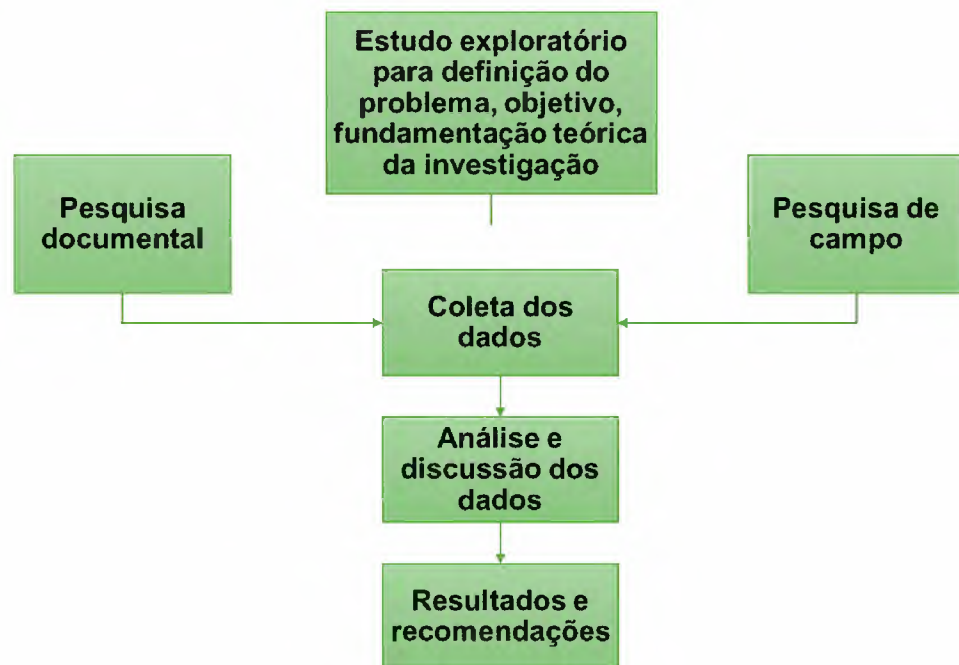 Estudo exploratório
para definição do
problema, objetivo,
fundamentação teórica
da investigação
Pesquisa
documental
Pesquisa de
campo
Coleta dos
dados
Análise e
discussão dos
dados
Resultados e
recomendações